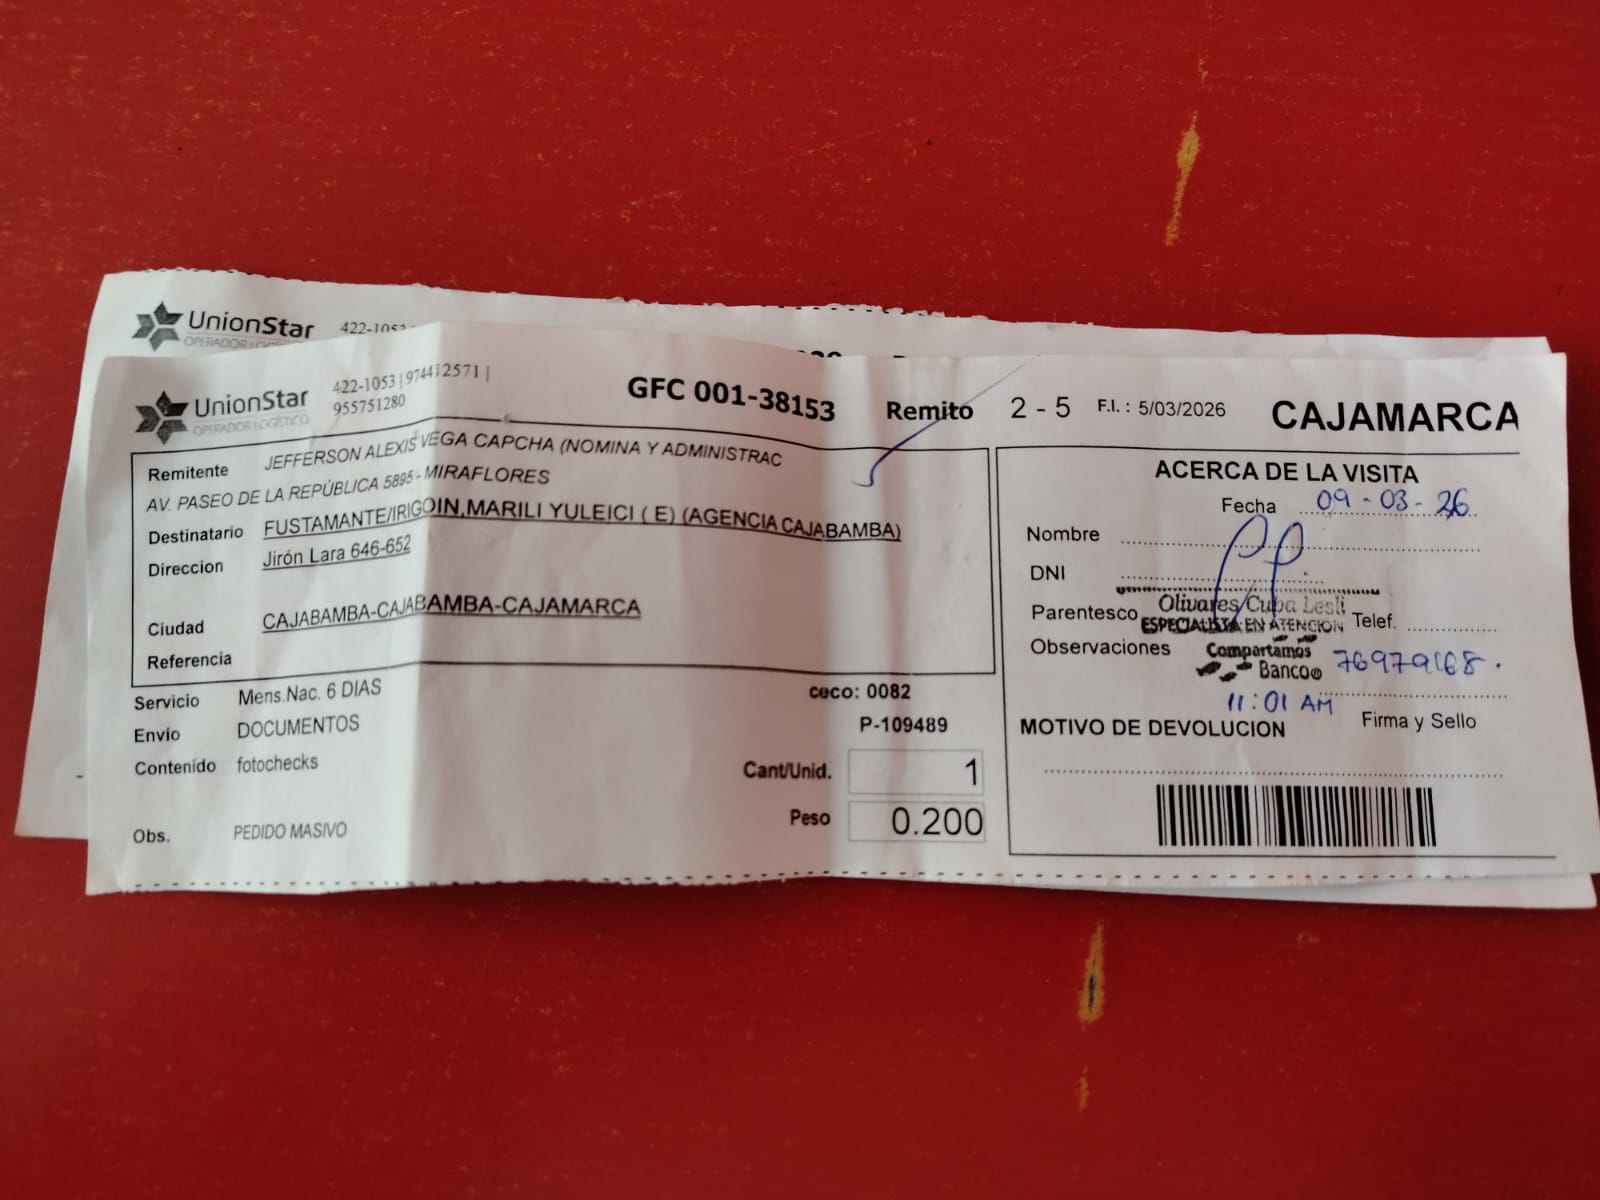 UnionStar
OPERADOR LOG
422-1053
UnionStar
OPERADOR LOGÍSTICO
422-1053 | 974412571 |
955751280
GFC 001-38153
Remito 2 - 5 F.I. : 5/03/2026 CAJAMARCA
Remitente JEFFERSON ALEXIS VEGA CAPCHA (NOMINA Y ADMINISTRAC
AV. PASEO DE LA REPÚBLICA 5895 - MIRAFLORES
Destinatario FUSTAMANTE/IRIGOIN,MARILI YULEICI ( E) (AGENCIA CAJABAMBA)
Direccion Jirón Lara 646-652
Ciudad CAJABAMBA-CAJABAMBA-CAJAMARCA
Referencia
Servicio Mens.Nac. 6 DIAS
ceco: 0082
Envío DOCUMENTOS
P-109489
Contenido fotochecks
Cant/Unid. 1
Peso 0.200
Obs. PEDIDO MASIVO
ACERCA DE LA VISITA
Fecha 09 - 03 - 26
Nombre
DNI
Olivares Cuba Lesli
Parentesco ESPECIALISTA EN ATENCION Telef.
Observaciones Compartamos
Banco 76979168.
11:01 AM
MOTIVO DE DEVOLUCION Firma y Sello